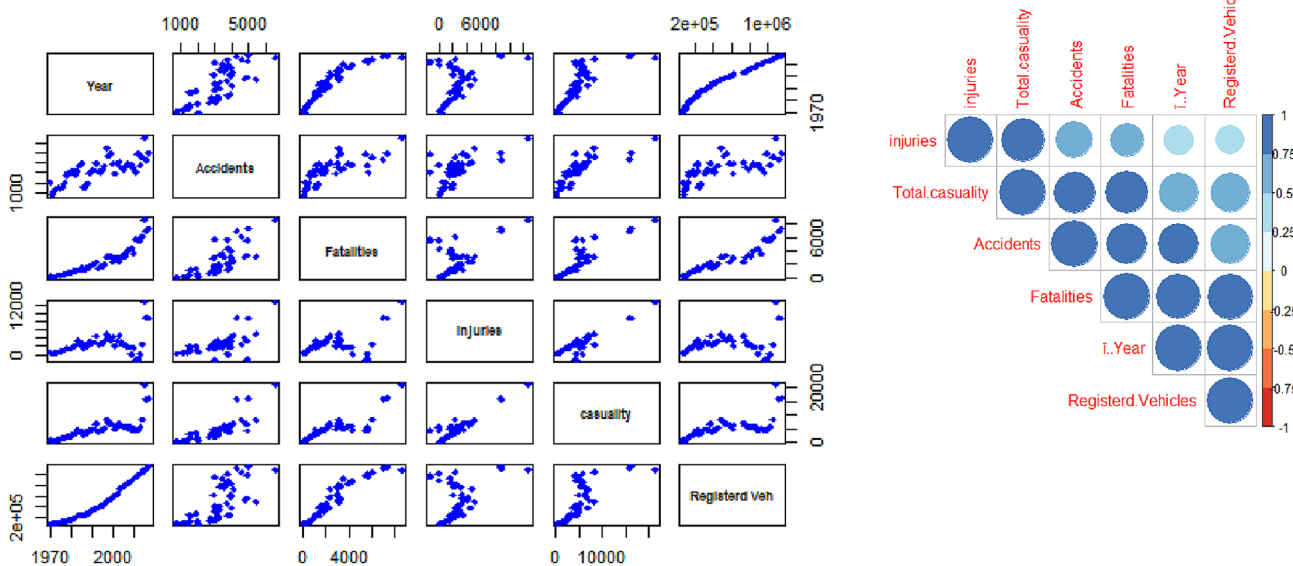 1000 5000
0 6000
2e+05 1e+06
Year
1970
1000
Accidents
Fatalities
0 6000
0 12000
Injuries
casuality
0 20000
2e+05
Registerd Veh
1970 2000
0 4000
0 10000
injuries
Total.casuality
Accidents
Fatalities
ï..Year
Registerd.Vehic
injuries
Total.casuality
Accidents
Fatalities
ï..Year
Registerd.Vehicles
1
0.75
0.5
0.25
0
-0.25
-0.5
-0.75
-1